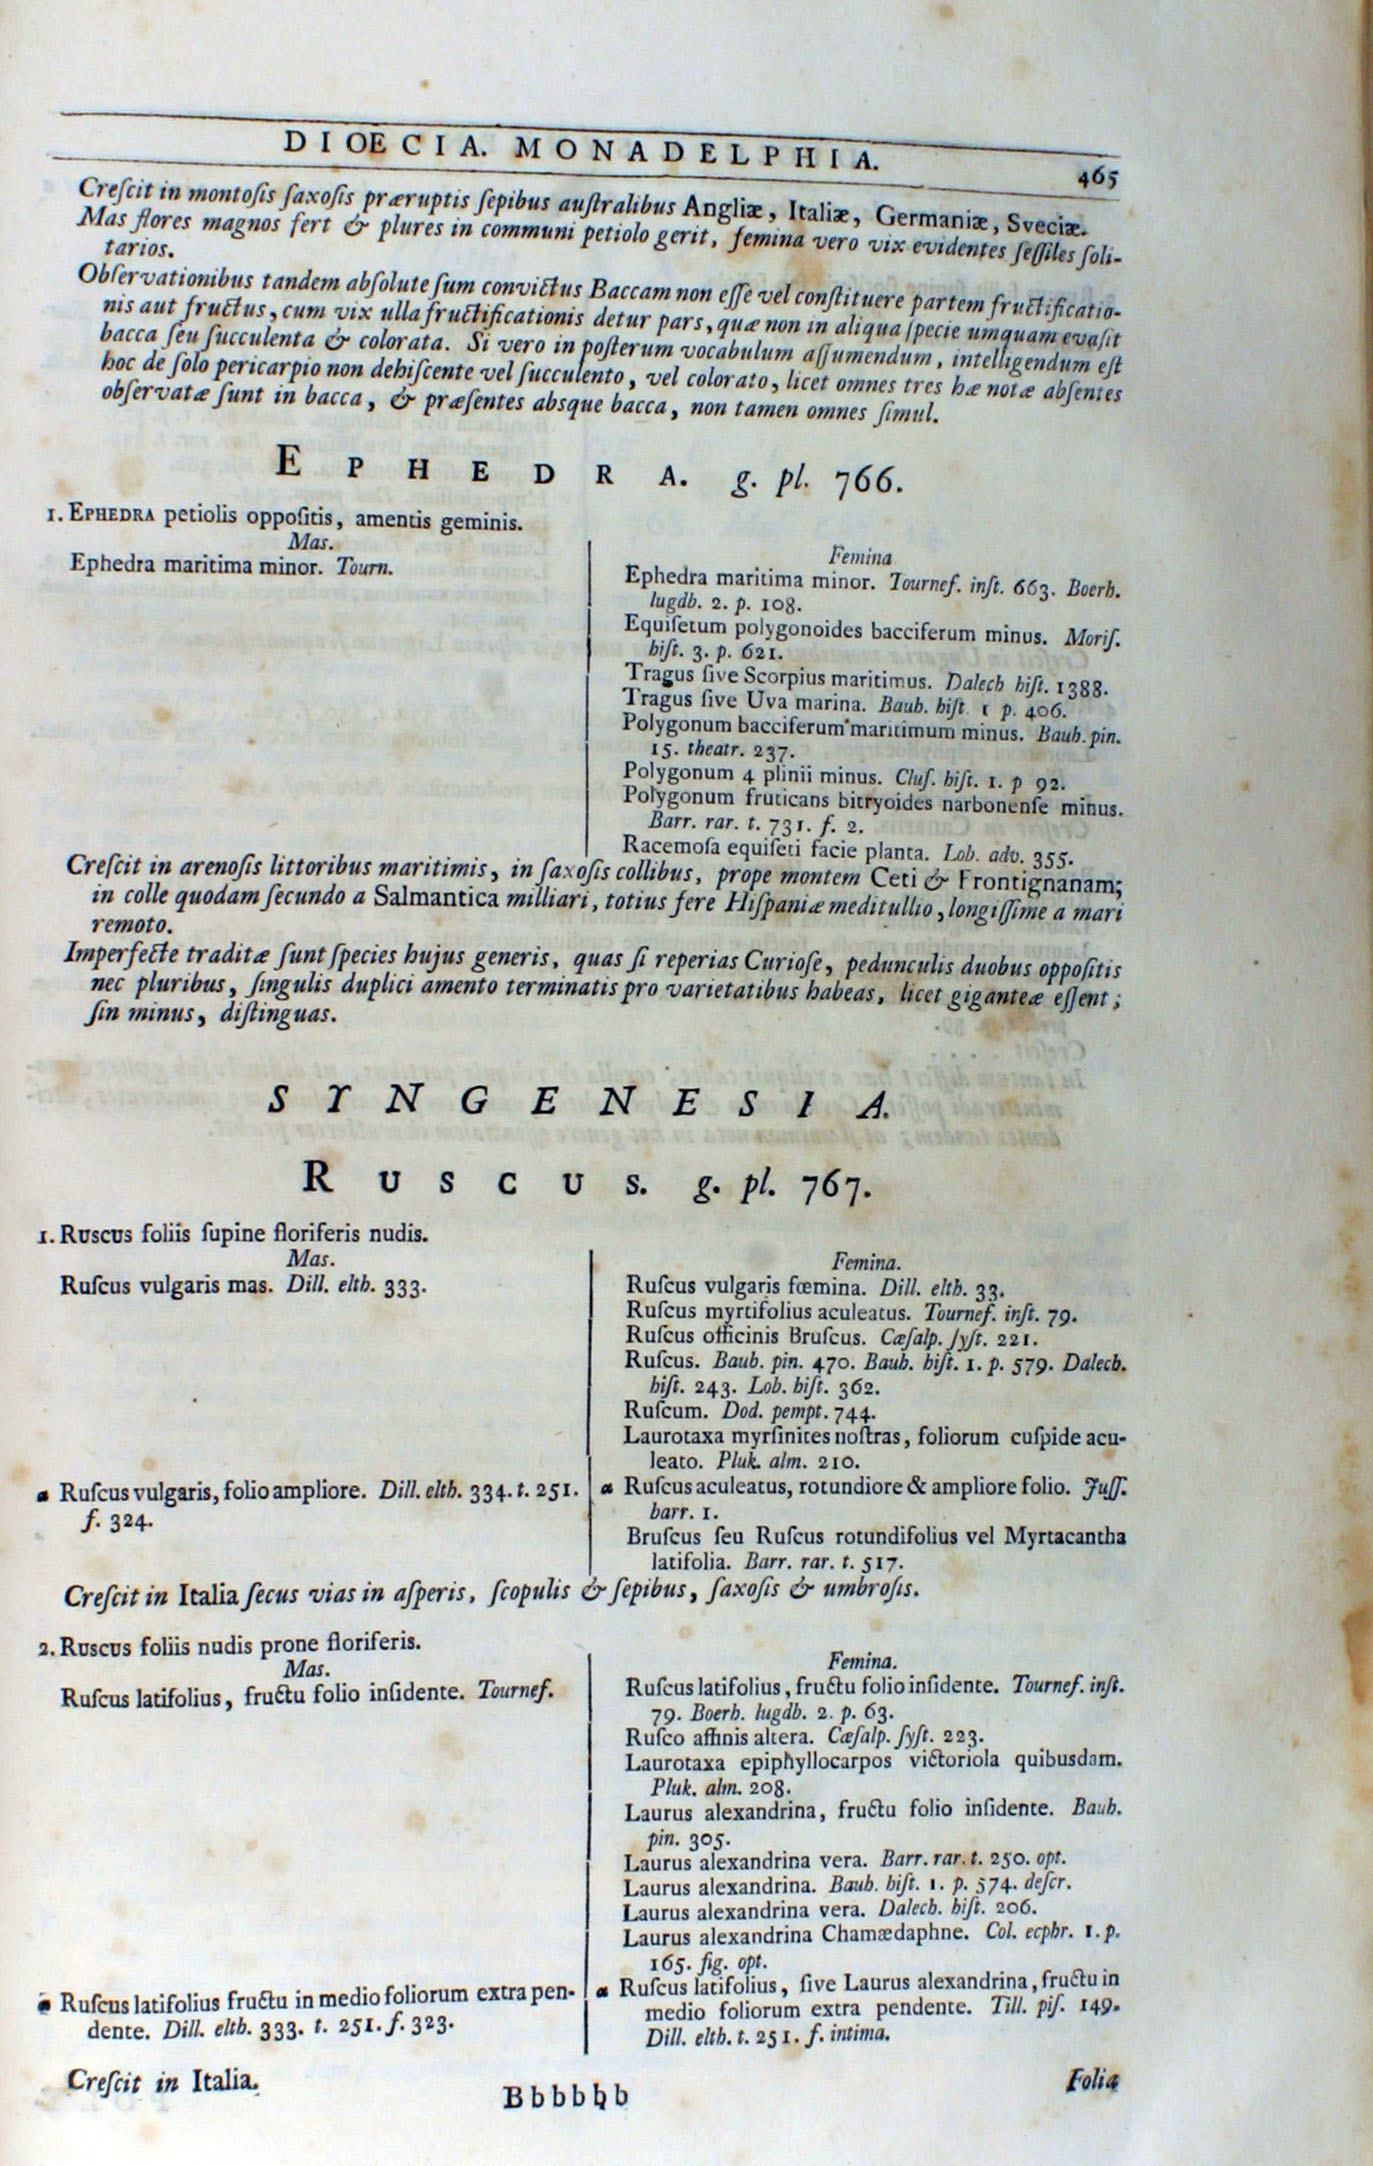 DIOECIA. MONADELPHIA. 465
Creſcit in montoſis ſaxoſis præruptis ſepibus auſtralibus Angliæ, Italiæ, Germaniæ, Sveciæ.
Mas flores magnos fert & plures in communi petiolo gerit, femina vero vix evidentes ſeſſiles ſoli-
tarios.
Obſervationibus tandem abſolute ſum convictus Baccam non eſſe vel conſtituere partem fructificatio-
nis aut fructus, cum vix ulla fructificationis detur pars, quæ non in aliqua ſpecie umquam evaſit
bacca ſeu ſucculenta & colorata. Si vero in poſterum vocabulum aſſumendum, intelligendum eſt
hoc de ſolo pericarpio non dehiſcente vel ſucculento, vel colorato, licet omnes tres hæ notæ abſentes
obſervatæ ſunt in bacca, & præſentes absque bacca, non tamen omnes ſimul.
EPHEDRA. g. pl. 766.
1. EPHEDRA petiolis oppoſitis, amentis geminis.
Mas.
Ephedra maritima minor. Tourn.
Femina
Ephedra maritima minor. Tournef. inſt. 663. Boerh.
lugdb. 2. p. 108.
Equiſetum polygonoides bacciferum minus. Moriſ.
hiſt. 3. p. 621.
Tragus ſive Scorpius maritimus. Dalech hiſt. 1388.
Tragus ſive Uva marina. Bauh. hiſt. 1 p. 406.
Polygonum bacciferum maritimum minus. Bauh. pin.
15. theatr. 237.
Polygonum 4 plinii minus. Cluſ. hiſt. 1. p 92.
Polygonum fruticans bitryoides narbonenſe minus.
Barr. rar. t. 731. f. 2.
Racemoſa equiſeti facie planta. Lob. adv. 355.
Creſcit in arenoſis littoribus maritimis, in ſaxoſis collibus, prope montem Ceti & Frontignanam;
in colle quodam ſecundo a Salmantica milliari, totius fere Hiſpaniæ meditullio, longiſſime a mari
remoto.
Imperfecte traditæ ſunt ſpecies hujus generis, quas ſi reperias Curioſe, pedunculis duobus oppoſitis
nec pluribus, ſingulis duplici amento terminatis pro varietatibus habeas, licet giganteæ eſſent;
ſin minus, diſtinguas.
SYNGENESIA.
RUSCUS. g. pl. 767.
1. RUSCUS foliis ſupine floriferis nudis.
Mas.
Ruſcus vulgaris mas. Dill. elth. 333.
a Ruſcus vulgaris, folio ampliore. Dill. elth. 334. t. 251.
f. 324.
Femina.
Ruſcus vulgaris fœmina. Dill. elth. 33.
Ruſcus myrtifolius aculeatus. Tournef. inſt. 79.
Ruſcus officinis Bruſcus. Cæſalp. ſyſt. 221.
Ruſcus. Bauh. pin. 470. Bauh. hiſt. 1. p. 579. Dalech.
hiſt. 243. Lob. hiſt. 362.
Ruſcum. Dod. pempt. 744.
Laurotaxa myrſinites noſtras, foliorum cuſpide acu-
leato. Pluk. alm. 210.
a Ruſcus aculeatus, rotundiore & ampliore folio. Juſſ.
barr. 1.
Bruſcus ſeu Ruſcus rotundifolius vel Myrtacantha
latifolia. Barr. rar. t. 517.
Creſcit in Italia ſecus vias in aſperis, ſcopulis & ſepibus, ſaxoſis & umbroſis.
2. RUSCUS foliis nudis prone floriferis.
Mas.
Ruſcus latifolius, fructu folio inſidente. Tournef.
a Ruſcus latifolius fructu in medio foliorum extra pen-
dente. Dill. elth. 333. t. 251. f. 323.
Femina.
Ruſcus latifolius, fructu folio inſidente. Tournef. inſt.
79. Boerh. lugdb. 2. p. 63.
Ruſco affinis altera. Cæſalp. ſyſt. 223.
Laurotaxa epiphyllocarpos victoriola quibusdam.
Pluk. alm. 208.
Laurus alexandrina, fructu folio inſidente. Bauh.
pin. 305.
Laurus alexandrina vera. Barr. rar. t. 250. opt.
Laurus alexandrina. Bauh. hiſt. 1. p. 574. deſcr.
Laurus alexandrina vera. Dalech. hiſt. 206.
Laurus alexandrina Chamædaphne. Col. ecphr. 1. p.
165. fig. opt.
a Ruſcus latifolius, ſive Laurus alexandrina, fructu in
medio foliorum extra pendente. Till. piſ. 149.
Dill. elth. t. 251. f. intima.
Creſcit in Italia.
Bbbbbb
Folia